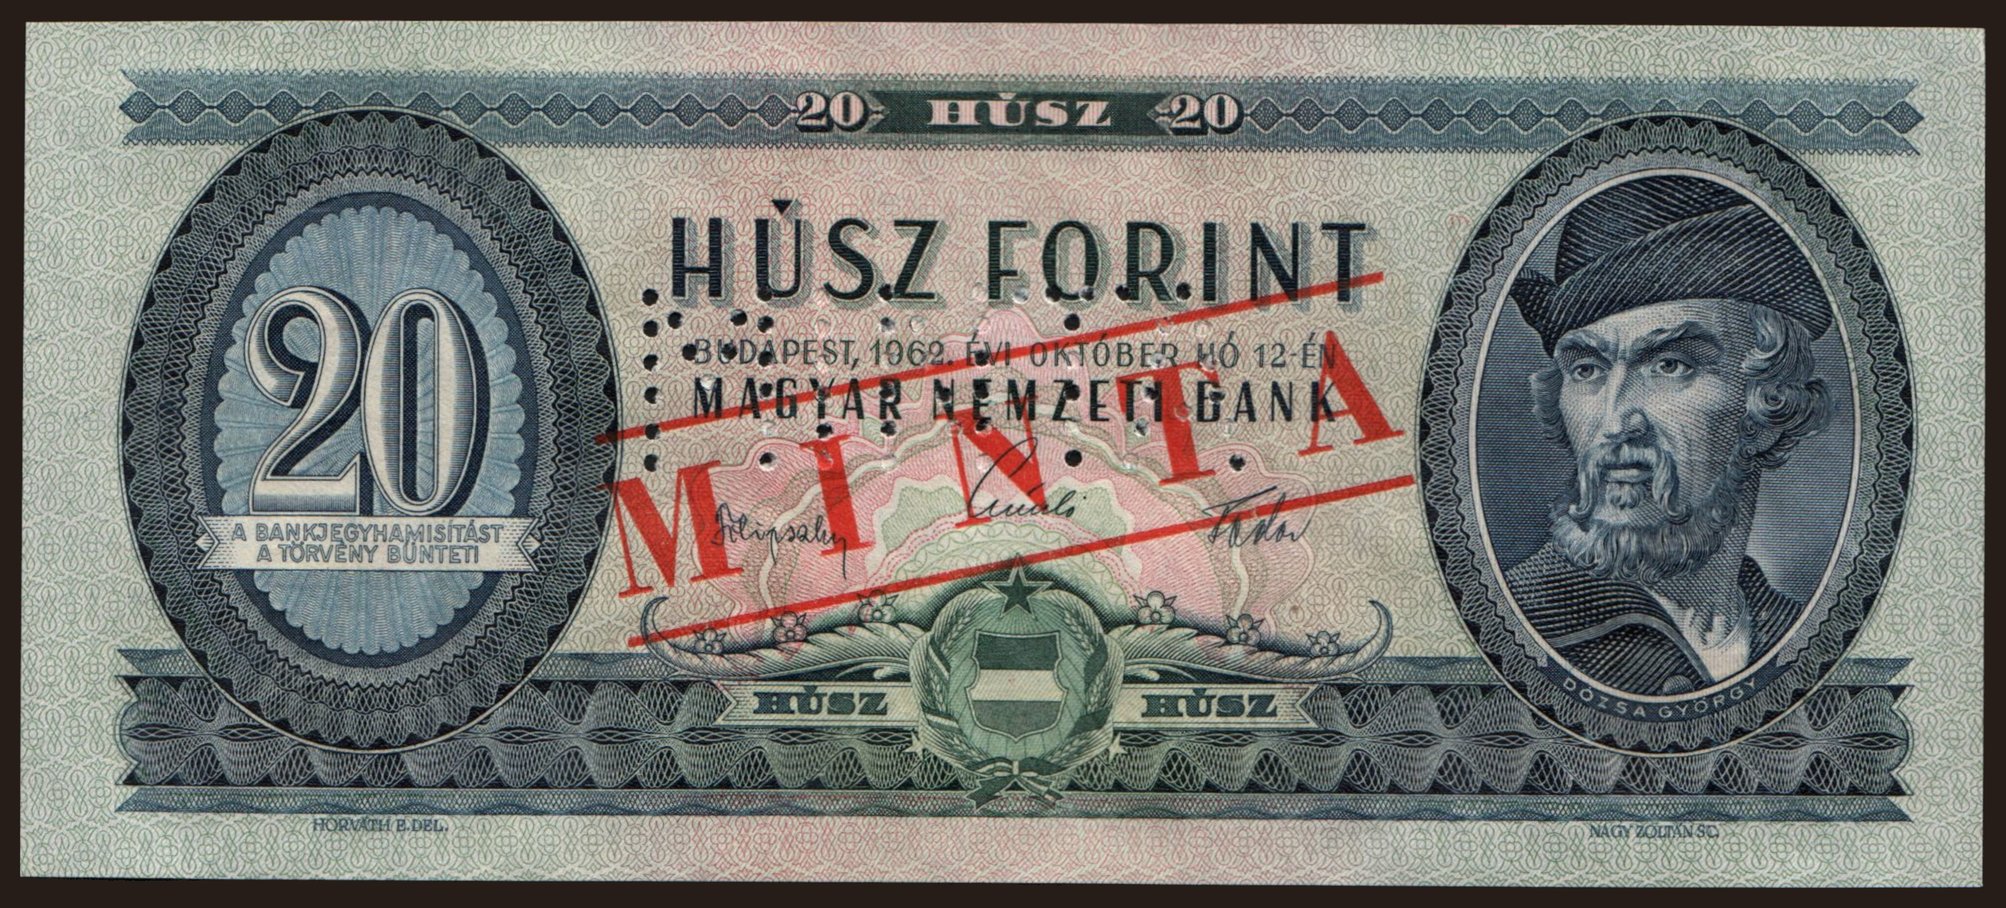 20 HÚSZ 20
HÚSZ FORINT
BUDAPEST, 1962. ÉVI OKTÓBER HÓ 12-ÉN
MAGYAR NEMZETI BANK
MINTA
20
A BANKJEGYHAMISÍTÁST
A TÖRVÉNY BÜNTETI
HÚSZ HÚSZ
DÓZSA GYÖRGY
HORVÁTH E. DEL.
NAGY ZOLTÁN SC.